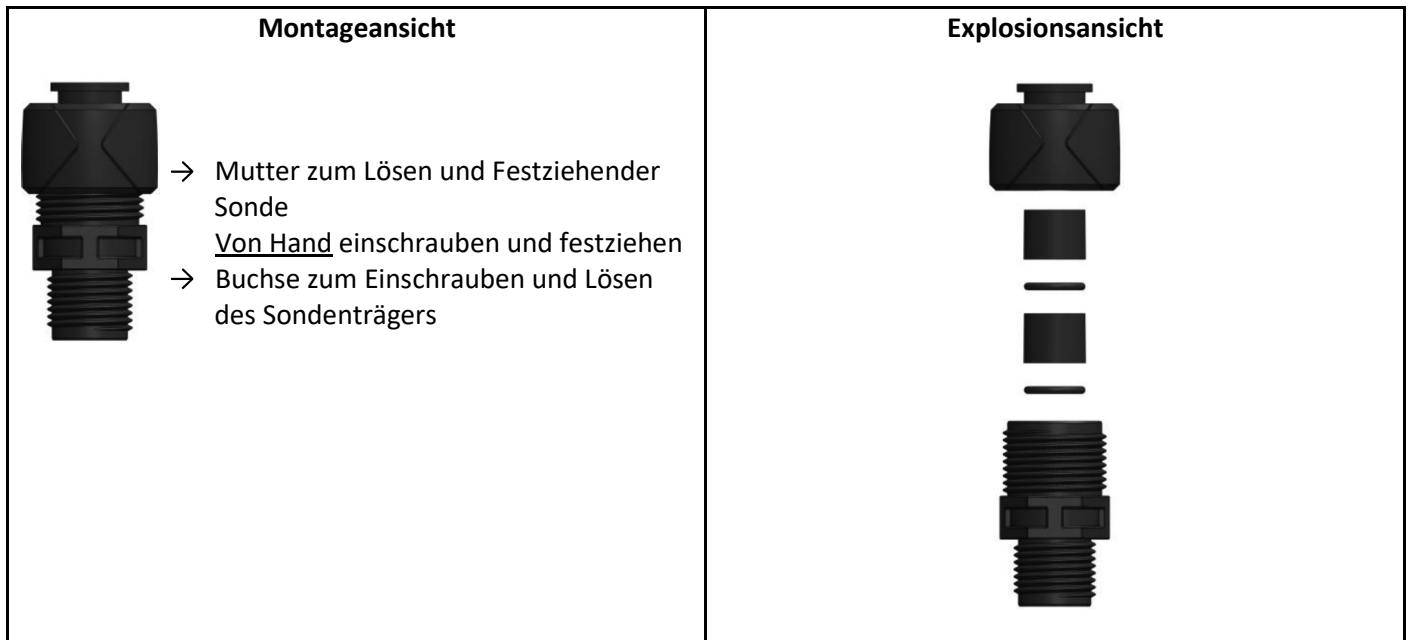 Montageansicht
Explosionsansicht
→ Mutter zum Lösen und Festziehender
Sonde
Von Hand einschrauben und festziehen
→ Buchse zum Einschrauben und Lösen
des Sondenträgers